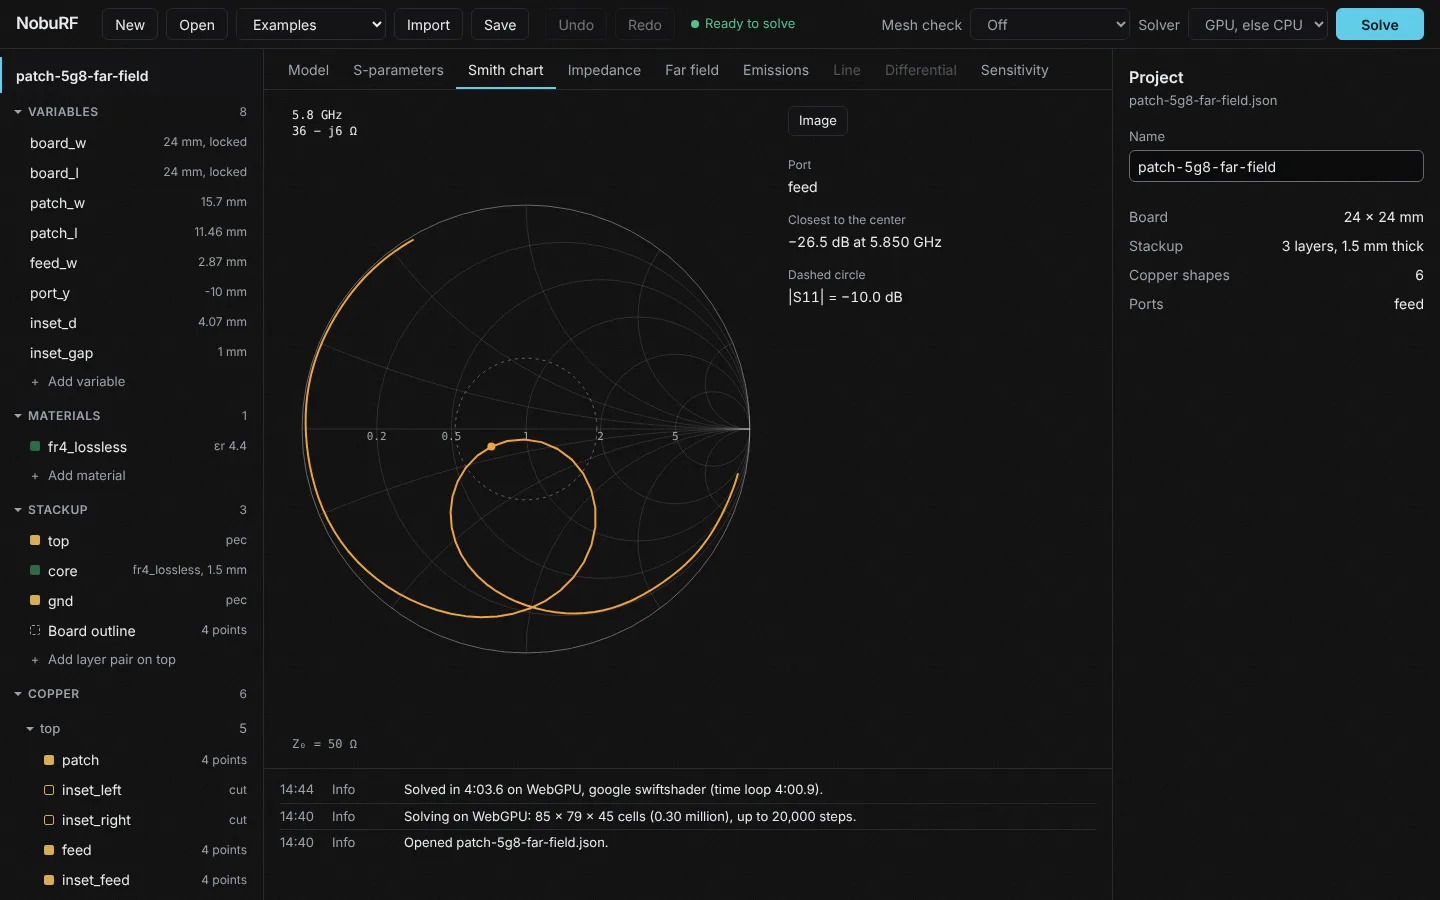 NobuRF New Open Examples Import Save Undo Redo Ready to solve Mesh check Off Solver GPU, else CPU Solve
patch-5g8-far-field
VARIABLES 8
board_w 24 mm, locked
board_l 24 mm, locked
patch_w 15.7 mm
patch_l 11.46 mm
feed_w 2.87 mm
port_y -10 mm
inset_d 4.07 mm
inset_gap 1 mm
+ Add variable
MATERIALS 1
fr4_lossless εr 4.4
+ Add material
STACKUP 3
top pec
core fr4_lossless, 1.5 mm
gnd pec
Board outline 4 points
+ Add layer pair on top
COPPER 6
top 5
patch 4 points
inset_left cut
inset_right cut
feed 4 points
inset_feed 4 points
Model S-parameters Smith chart Impedance Far field Emissions Line Differential Sensitivity
5.8 GHz
36 − j6 Ω
0.2 0.5 1 2 5
Z₀ = 50 Ω
Image
Port
feed
Closest to the center
−26.5 dB at 5.850 GHz
Dashed circle
|S11| = −10.0 dB
14:44 Info Solved in 4:03.6 on WebGPU, google swiftshader (time loop 4:00.9).
14:40 Info Solving on WebGPU: 85 × 79 × 45 cells (0.30 million), up to 20,000 steps.
14:40 Info Opened patch-5g8-far-field.json.
Project
patch-5g8-far-field.json
Name
patch-5g8-far-field
Board 24 × 24 mm
Stackup 3 layers, 1.5 mm thick
Copper shapes 6
Ports feed